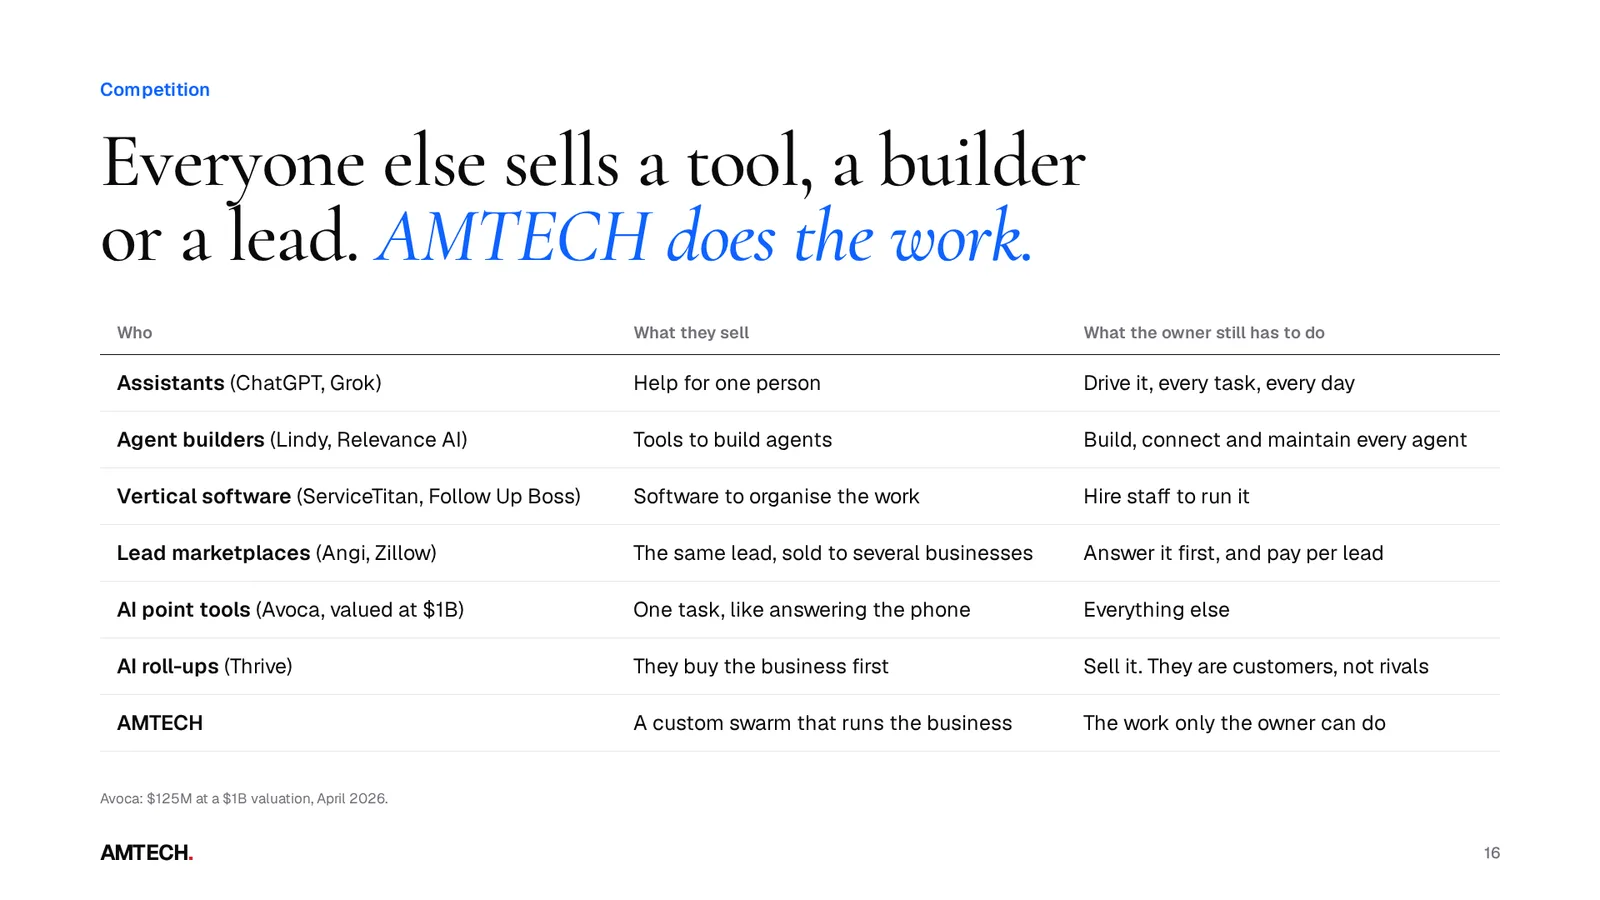 Competition
Everyone else sells a tool, a builder
or a lead. AMTECH does the work.
Who What they sell What the owner still has to do
Assistants (ChatGPT, Grok) Help for one person Drive it, every task, every day
Agent builders (Lindy, Relevance AI) Tools to build agents Build, connect and maintain every agent
Vertical software (ServiceTitan, Follow Up Boss) Software to organise the work Hire staff to run it
Lead marketplaces (Angi, Zillow) The same lead, sold to several businesses Answer it first, and pay per lead
AI point tools (Avoca, valued at $1B) One task, like answering the phone Everything else
AI roll-ups (Thrive) They buy the business first Sell it. They are customers, not rivals
AMTECH A custom swarm that runs the business The work only the owner can do
Avoca: $125M at a $1B valuation, April 2026.
AMTECH. 16